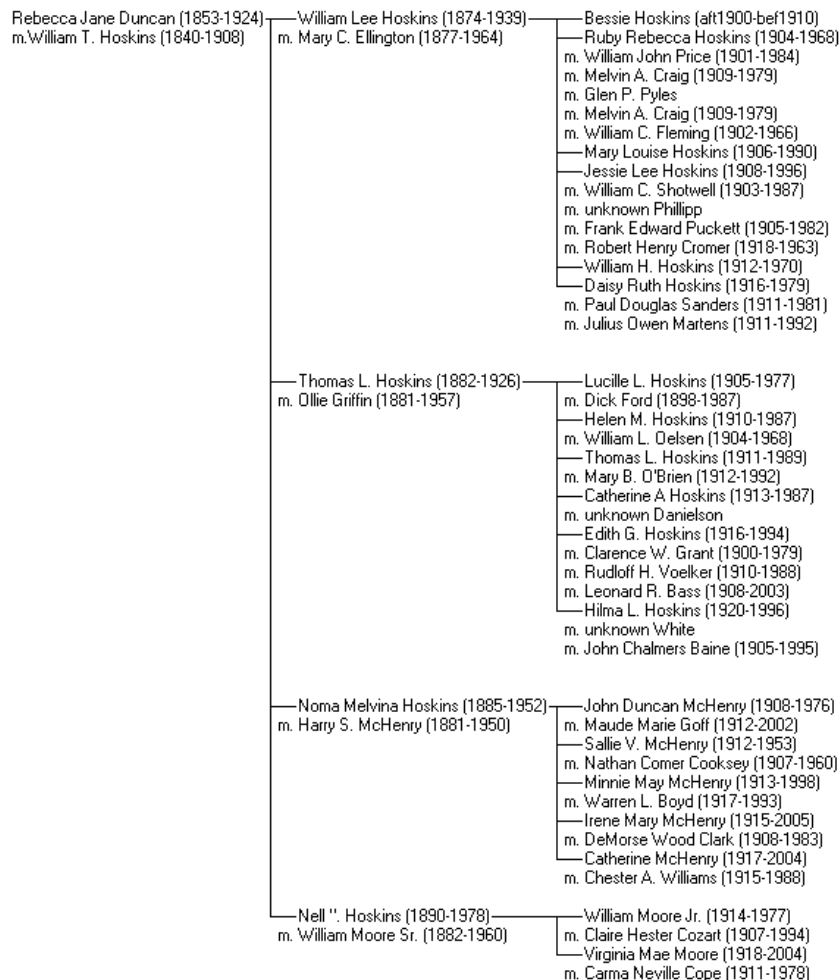 Rebecca Jane Duncan (1853-1924)
m.William T. Hoskins (1840-1908)
William Lee Hoskins (1874-1939)
m. Mary C. Ellington (1877-1964)
Bessie Hoskins (aft1900-bef1910)
Ruby Rebecca Hoskins (1904-1968)
m. William John Price (1901-1984)
m. Melvin A. Craig (1909-1979)
m. Glen P. Pyles
m. Melvin A. Craig (1909-1979)
m. William C. Fleming (1902-1966)
Mary Louise Hoskins (1906-1990)
Jessie Lee Hoskins (1908-1996)
m. William C. Shotwell (1903-1987)
m. unknown Phillipp
m. Frank Edward Puckett (1905-1982)
m. Robert Henry Cromer (1918-1963)
William H. Hoskins (1912-1970)
Daisy Ruth Hoskins (1916-1979)
m. Paul Douglas Sanders (1911-1981)
m. Julius Owen Martens (1911-1992)
Thomas L. Hoskins (1882-1926)
m. Ollie Griffin (1881-1957)
Lucille L. Hoskins (1905-1977)
m. Dick Ford (1898-1987)
Helen M. Hoskins (1910-1987)
m. William L. Oelsen (1904-1968)
Thomas L. Hoskins (1911-1989)
m. Mary B. O'Brien (1912-1992)
Catherine A Hoskins (1913-1987)
m. unknown Danielson
Edith G. Hoskins (1916-1994)
m. Clarence W. Grant (1900-1979)
m. Rudloff H. Voelker (1910-1988)
m. Leonard R. Bass (1908-2003)
Hilma L. Hoskins (1920-1996)
m. unknown White
m. John Chalmers Baine (1905-1995)
Noma Melvina Hoskins (1885-1952)
m. Harry S. McHenry (1881-1950)
John Duncan McHenry (1908-1976)
m. Maude Marie Goff (1912-2002)
Sallie V. McHenry (1912-1953)
m. Nathan Comer Cooksey (1907-1960)
Minnie May McHenry (1913-1998)
m. Warren L. Boyd (1917-1993)
Irene Mary McHenry (1915-2005)
m. DeMorse Wood Clark (1908-1983)
Catherine McHenry (1917-2004)
m. Chester A. Williams (1915-1988)
Nell ". Hoskins (1890-1978)
m. William Moore Sr. (1882-1960)
William Moore Jr. (1914-1977)
m. Claire Hester Cozart (1907-1994)
Virginia Mae Moore (1918-2004)
m. Carma Neville Cope (1911-1978)